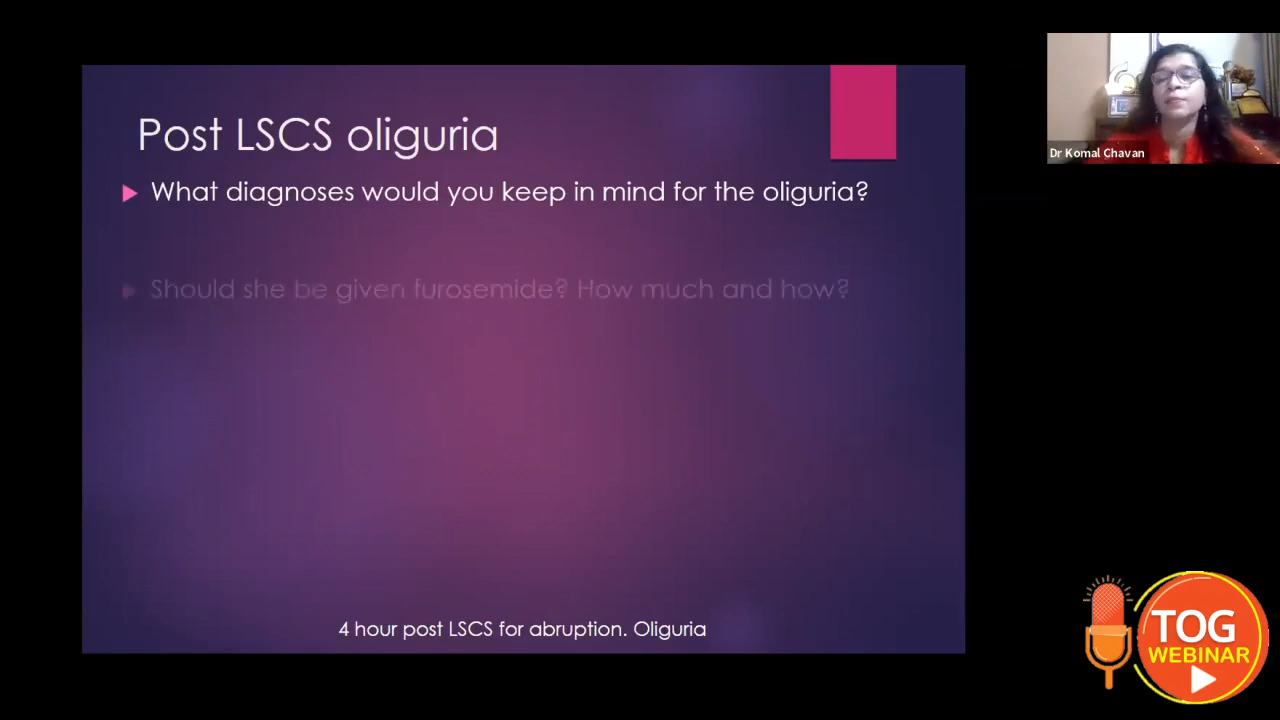 Post LSCS oliguria
What diagnoses would you keep in mind for the oliguria?
Should she be given furosemide? How much and how?
4 hour post LSCS for abruption. Oliguria
Dr Komal Chavan
TOG
WEBINAR